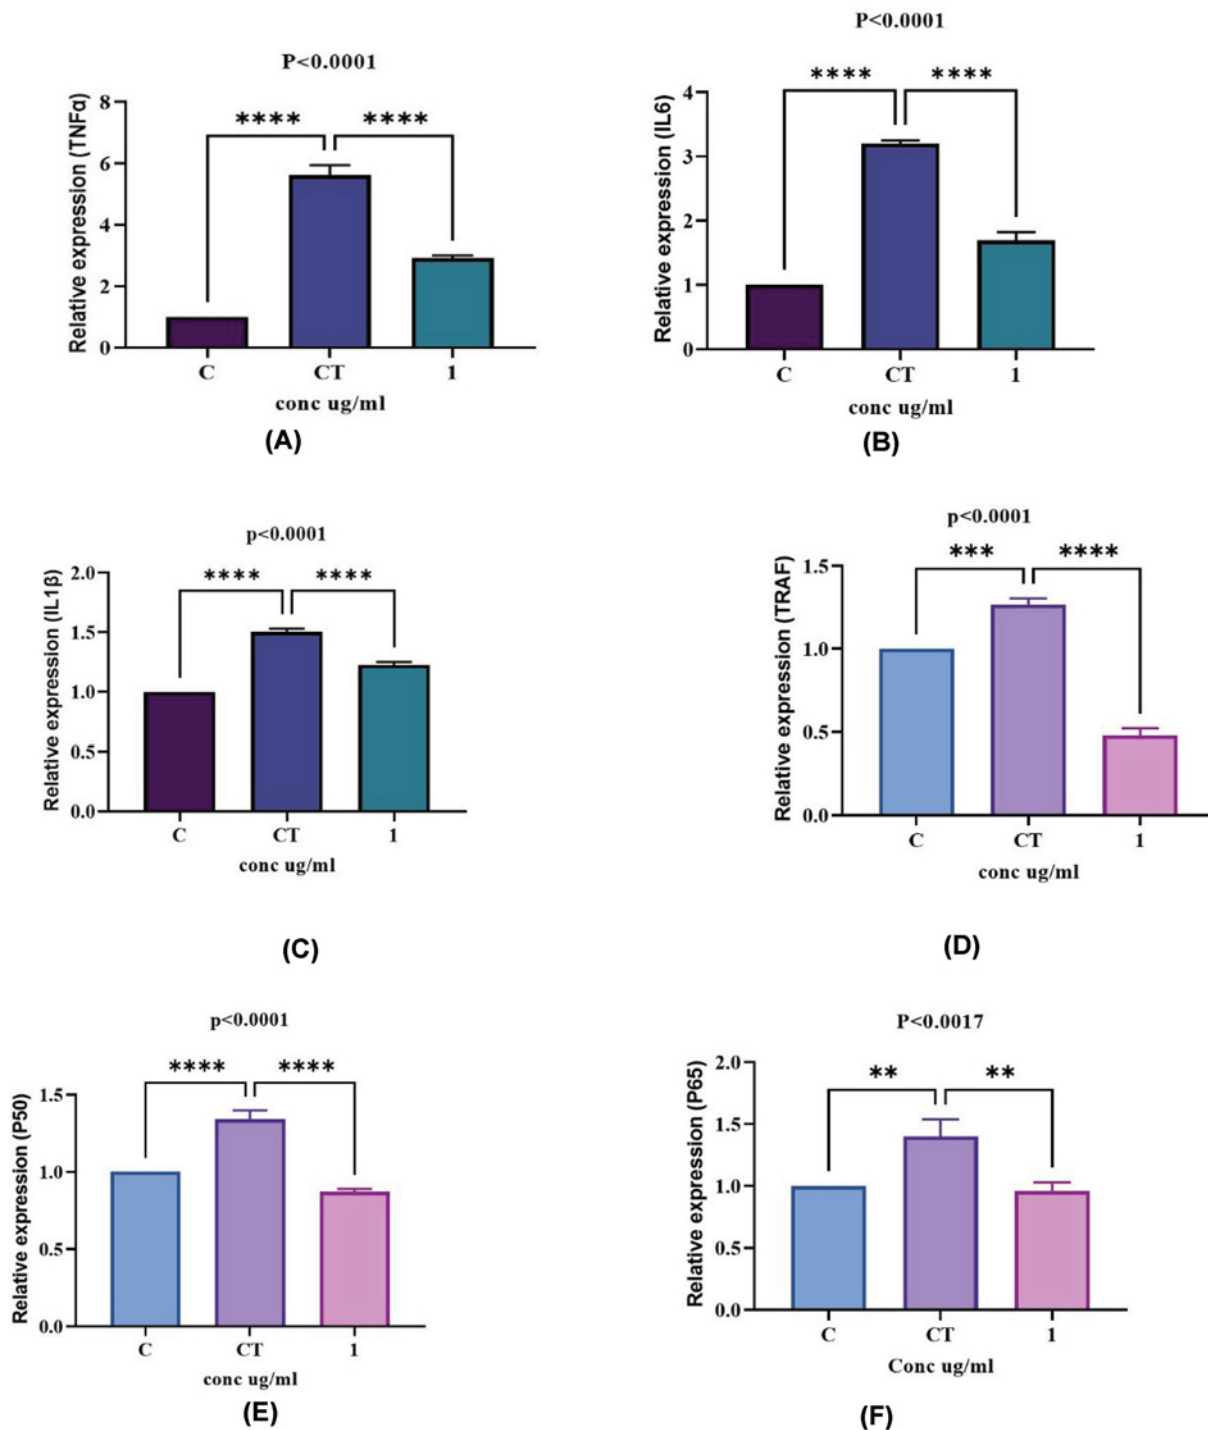 P<0.0001
Relative expression (TNFα)
8
6
4
2
0
**** ****
C CT 1
conc ug/ml
(A)
P<0.0001
Relative expression (IL6)
4
3
2
1
0
**** ****
C CT 1
conc ug/ml
(B)
p<0.0001
Relative expression (IL1β)
2.0
1.5
1.0
0.5
0.0
**** ****
C CT 1
conc ug/ml
(C)
p<0.0001
Relative expression (TRAF)
1.5
1.0
0.5
0.0
*** ****
C CT 1
conc ug/ml
(D)
p<0.0001
Relative expression (P50)
1.5
1.0
0.5
0.0
**** ****
C CT 1
conc ug/ml
(E)
P<0.0017
Relative expression (P65)
2.0
1.5
1.0
0.5
0.0
** **
C CT 1
Conc ug/ml
(F)